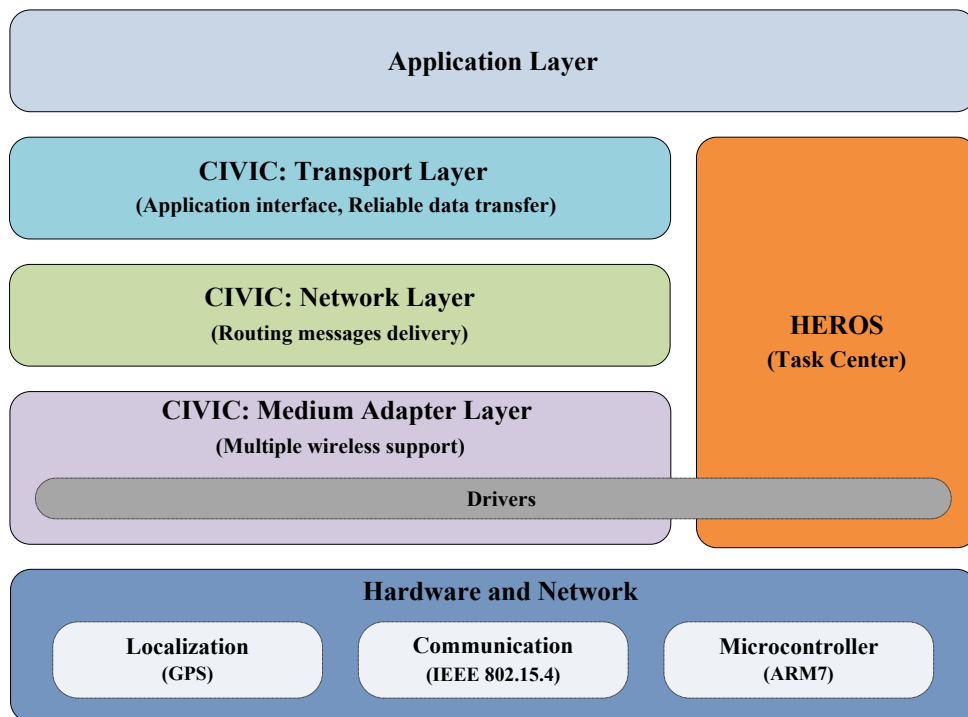 Application Layer
CIVIC: Transport Layer
(Application interface, Reliable data transfer)
CIVIC: Network Layer
(Routing messages delivery)
HEROS
(Task Center)
CIVIC: Medium Adapter Layer
(Multiple wireless support)
Drivers
Hardware and Network
Localization
(GPS)
Communication
(IEEE 802.15.4)
Microcontroller
(ARM7)